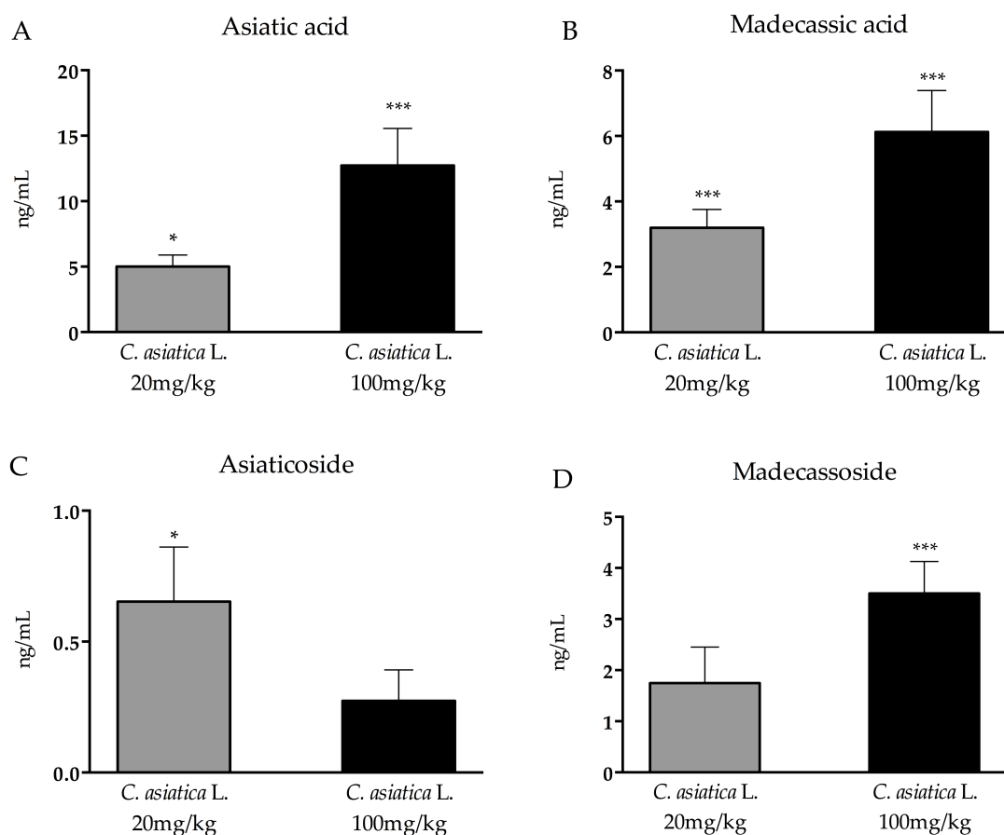 A
Asiatic acid
20
***
15
10
*
5
0
ng/mL
C. asiatica L.
20mg/kg
C. asiatica L.
100mg/kg
B
Madecassic acid
8
***
6
***
4
2
0
ng/mL
C. asiatica L.
20mg/kg
C. asiatica L.
100mg/kg
C
Asiaticoside
1.0
*
0.5
0.0
ng/mL
C. asiatica L.
20mg/kg
C. asiatica L.
100mg/kg
D
Madecassoside
5
***
4
3
2
1
0
ng/mL
C. asiatica L.
20mg/kg
C. asiatica L.
100mg/kg